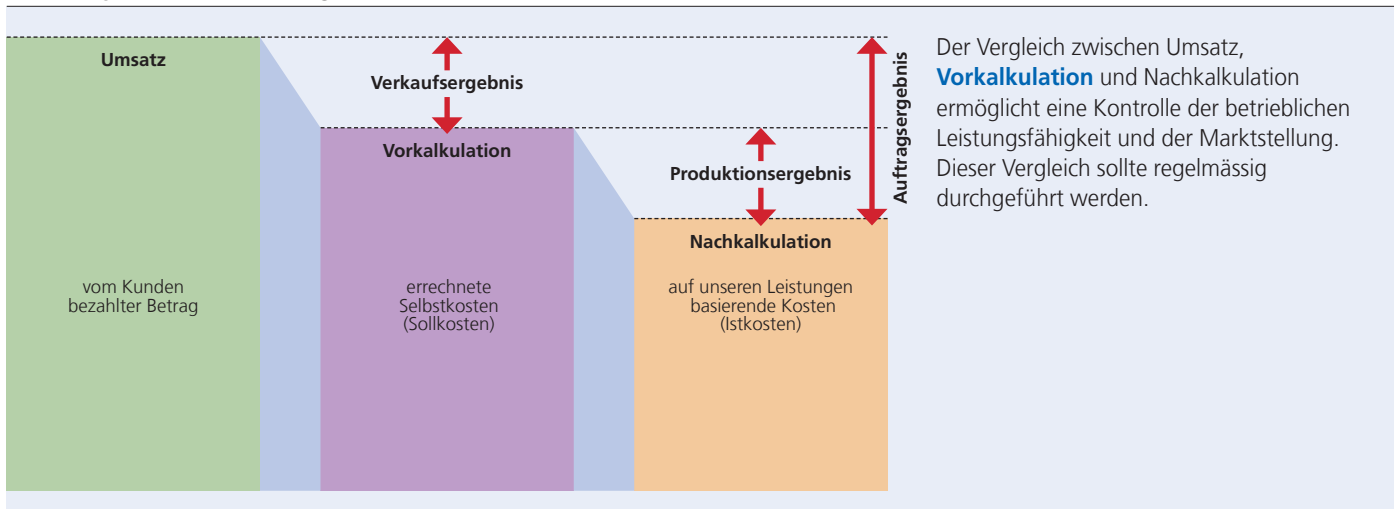 Umsatz
vom Kunden
bezahlter Betrag
Verkaufsergebnis
Vorkalkulation
errechnete
Selbstkosten
(Sollkosten)
Produktionsergebnis
Nachkalkulation
auf unseren Leistungen
basierende Kosten
(Istkosten)
Auftragsergebnis
Der Vergleich zwischen Umsatz,
Vorkalkulation und Nachkalkulation
ermöglicht eine Kontrolle der betrieblichen
Leistungsfähigkeit und der Marktstellung.
Dieser Vergleich sollte regelmässig
durchgeführt werden.